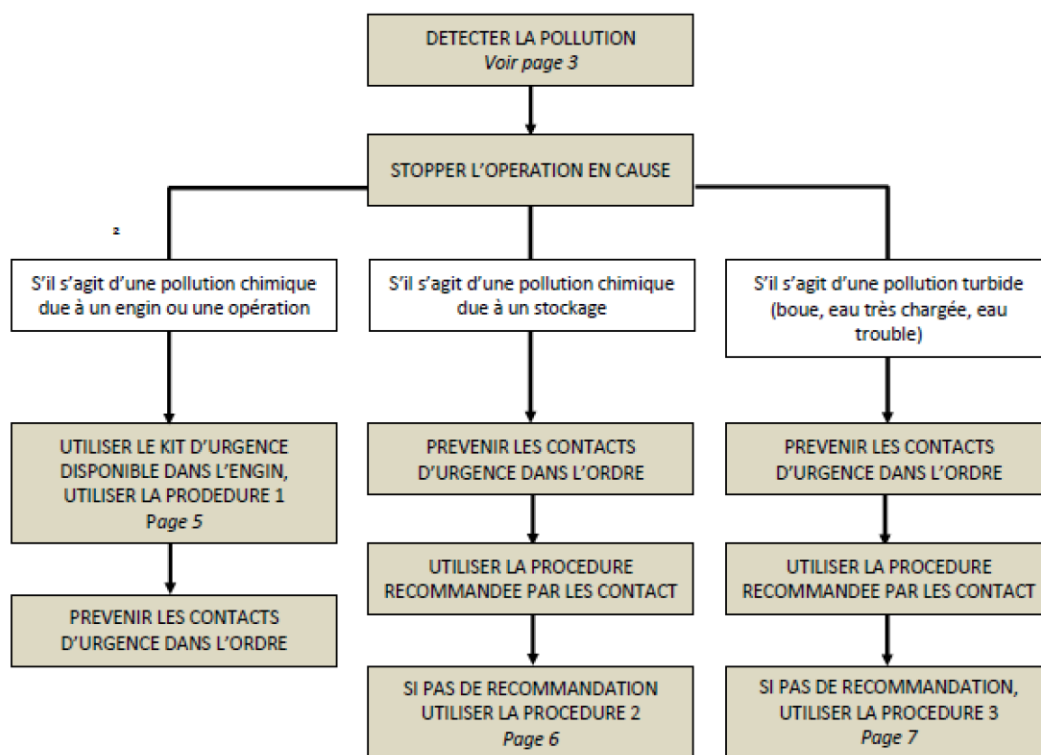 DETECTER LA POLLUTION
Voir page 3
STOPPER L'OPERATION EN CAUSE
²
S'il s'agit d'une pollution chimique
due à un engin ou une opération
S'il s'agit d'une pollution chimique
due à un stockage
S'il s'agit d'une pollution turbide
(boue, eau très chargée, eau
trouble)
UTILISER LE KIT D'URGENCE
DISPONIBLE DANS L'ENGIN,
UTILISER LA PRODEDURE 1
Page 5
PREVENIR LES CONTACTS
D'URGENCE DANS L'ORDRE
PREVENIR LES CONTACTS
D'URGENCE DANS L'ORDRE
UTILISER LA PROCEDURE
RECOMMANDEE PAR LES CONTACT
SI PAS DE RECOMMANDATION
UTILISER LA PROCEDURE 2
Page 6
PREVENIR LES CONTACTS
D'URGENCE DANS L'ORDRE
UTILISER LA PROCEDURE
RECOMMANDEE PAR LES CONTACT
SI PAS DE RECOMMANDATION,
UTILISER LA PROCEDURE 3
Page 7